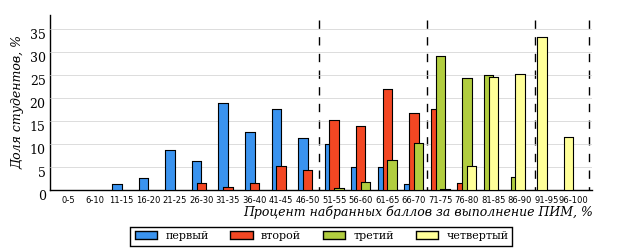 Доля студентов, %
35
30
25
20
15
10
5
0
0-5 6-10 11-15 16-20 21-25 26-30 31-35 36-40 41-45 46-50 51-55 56-60 61-65 66-70 71-75 76-80 81-85 86-90 91-95 96-100
Процент набранных баллов за выполнение ПИМ, %
первый второй третий четвертый